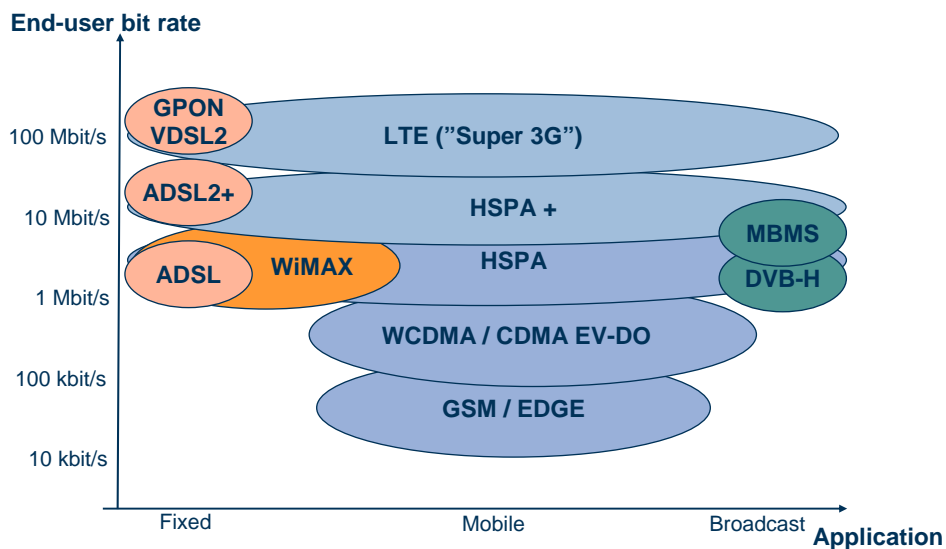 End-user bit rate
GPON
VDSL2
100 Mbit/s
LTE (”Super 3G”)
ADSL2+
10 Mbit/s
HSPA +
MBMS
WiMAX
HSPA
ADSL
DVB-H
1 Mbit/s
WCDMA / CDMA EV-DO
100 kbit/s
GSM / EDGE
10 kbit/s
Fixed
Mobile
Broadcast
Application